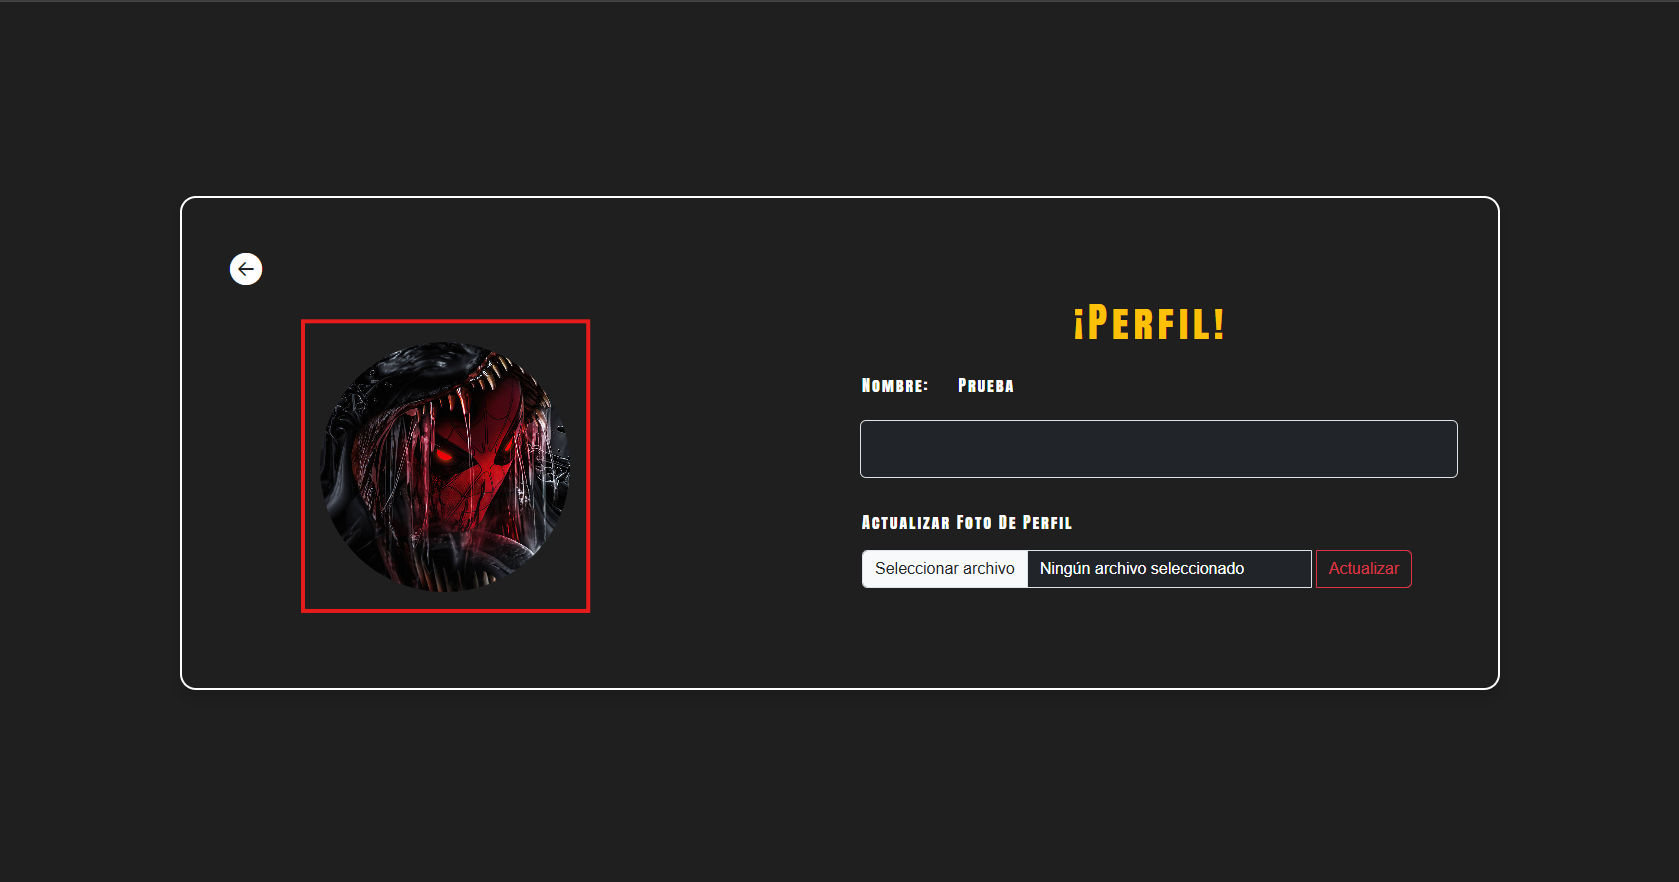 ¡Perfil!
Nombre: Prueba
Actualizar Foto De Perfil
Seleccionar archivo Ningún archivo seleccionado Actualizar